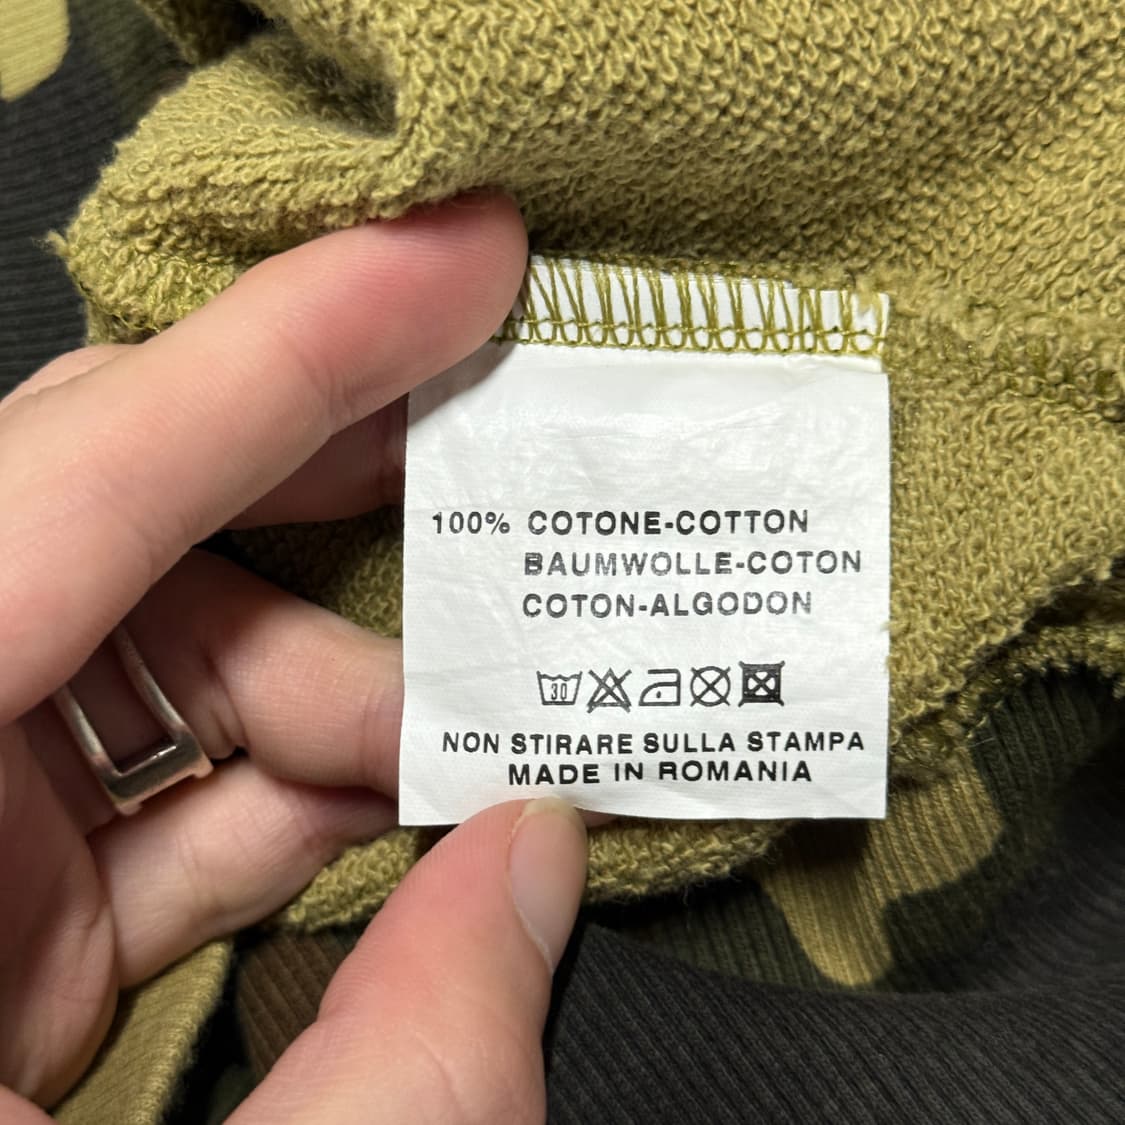 100% COTONE-COTTON
BAUMWOLLE-COTON
COTON-ALGODON
30
NON STIRARE SULLA STAMPA
MADE IN ROMANIA